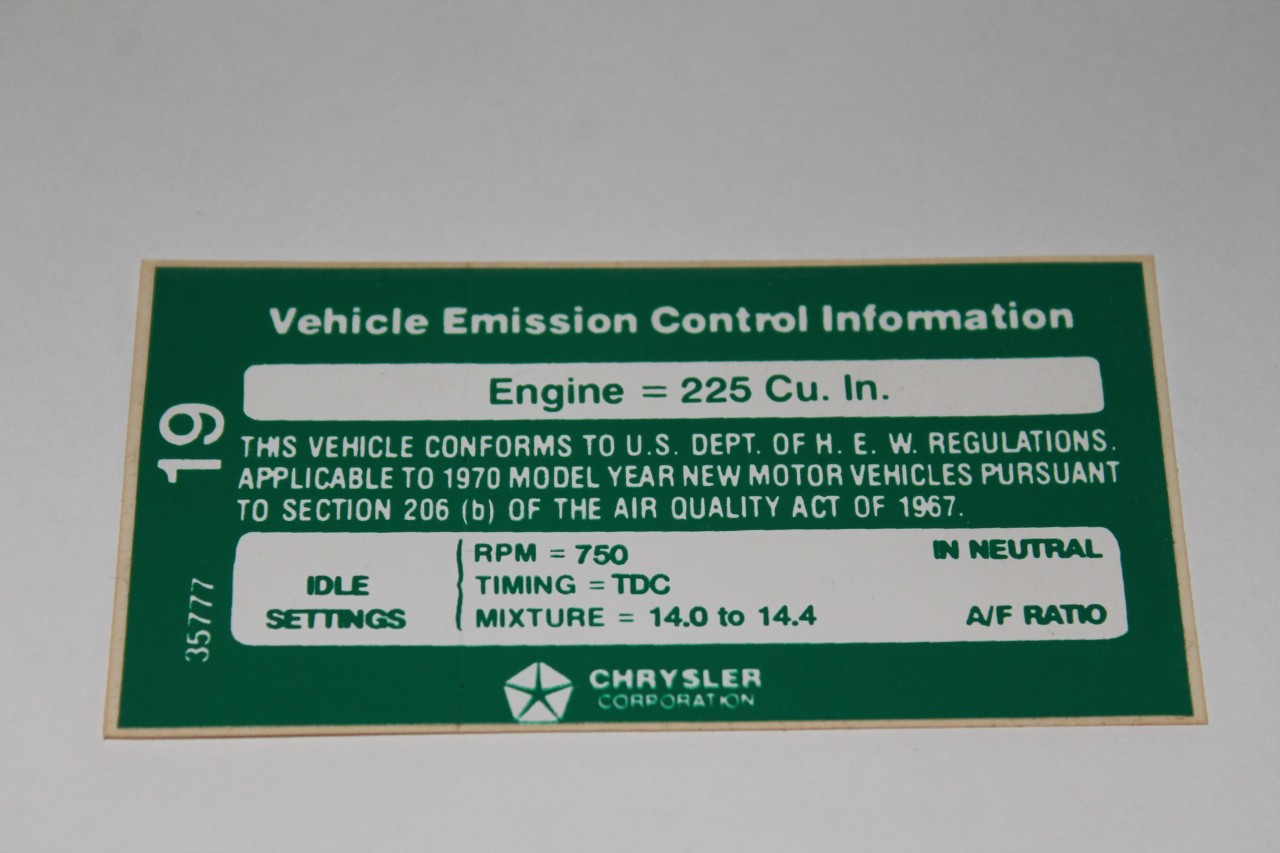 Vehicle Emission Control Information
Engine = 225 Cu. In.
19
THIS VEHICLE CONFORMS TO U.S. DEPT. OF H. E. W. REGULATIONS.
APPLICABLE TO 1970 MODEL YEAR NEW MOTOR VEHICLES PURSUANT
TO SECTION 206 (b) OF THE AIR QUALITY ACT OF 1967.
35777
IDLE
SETTINGS
RPM = 750 IN NEUTRAL
TIMING = TDC
MIXTURE = 14.0 to 14.4 A/F RATIO
CHRYSLER
CORPORATION